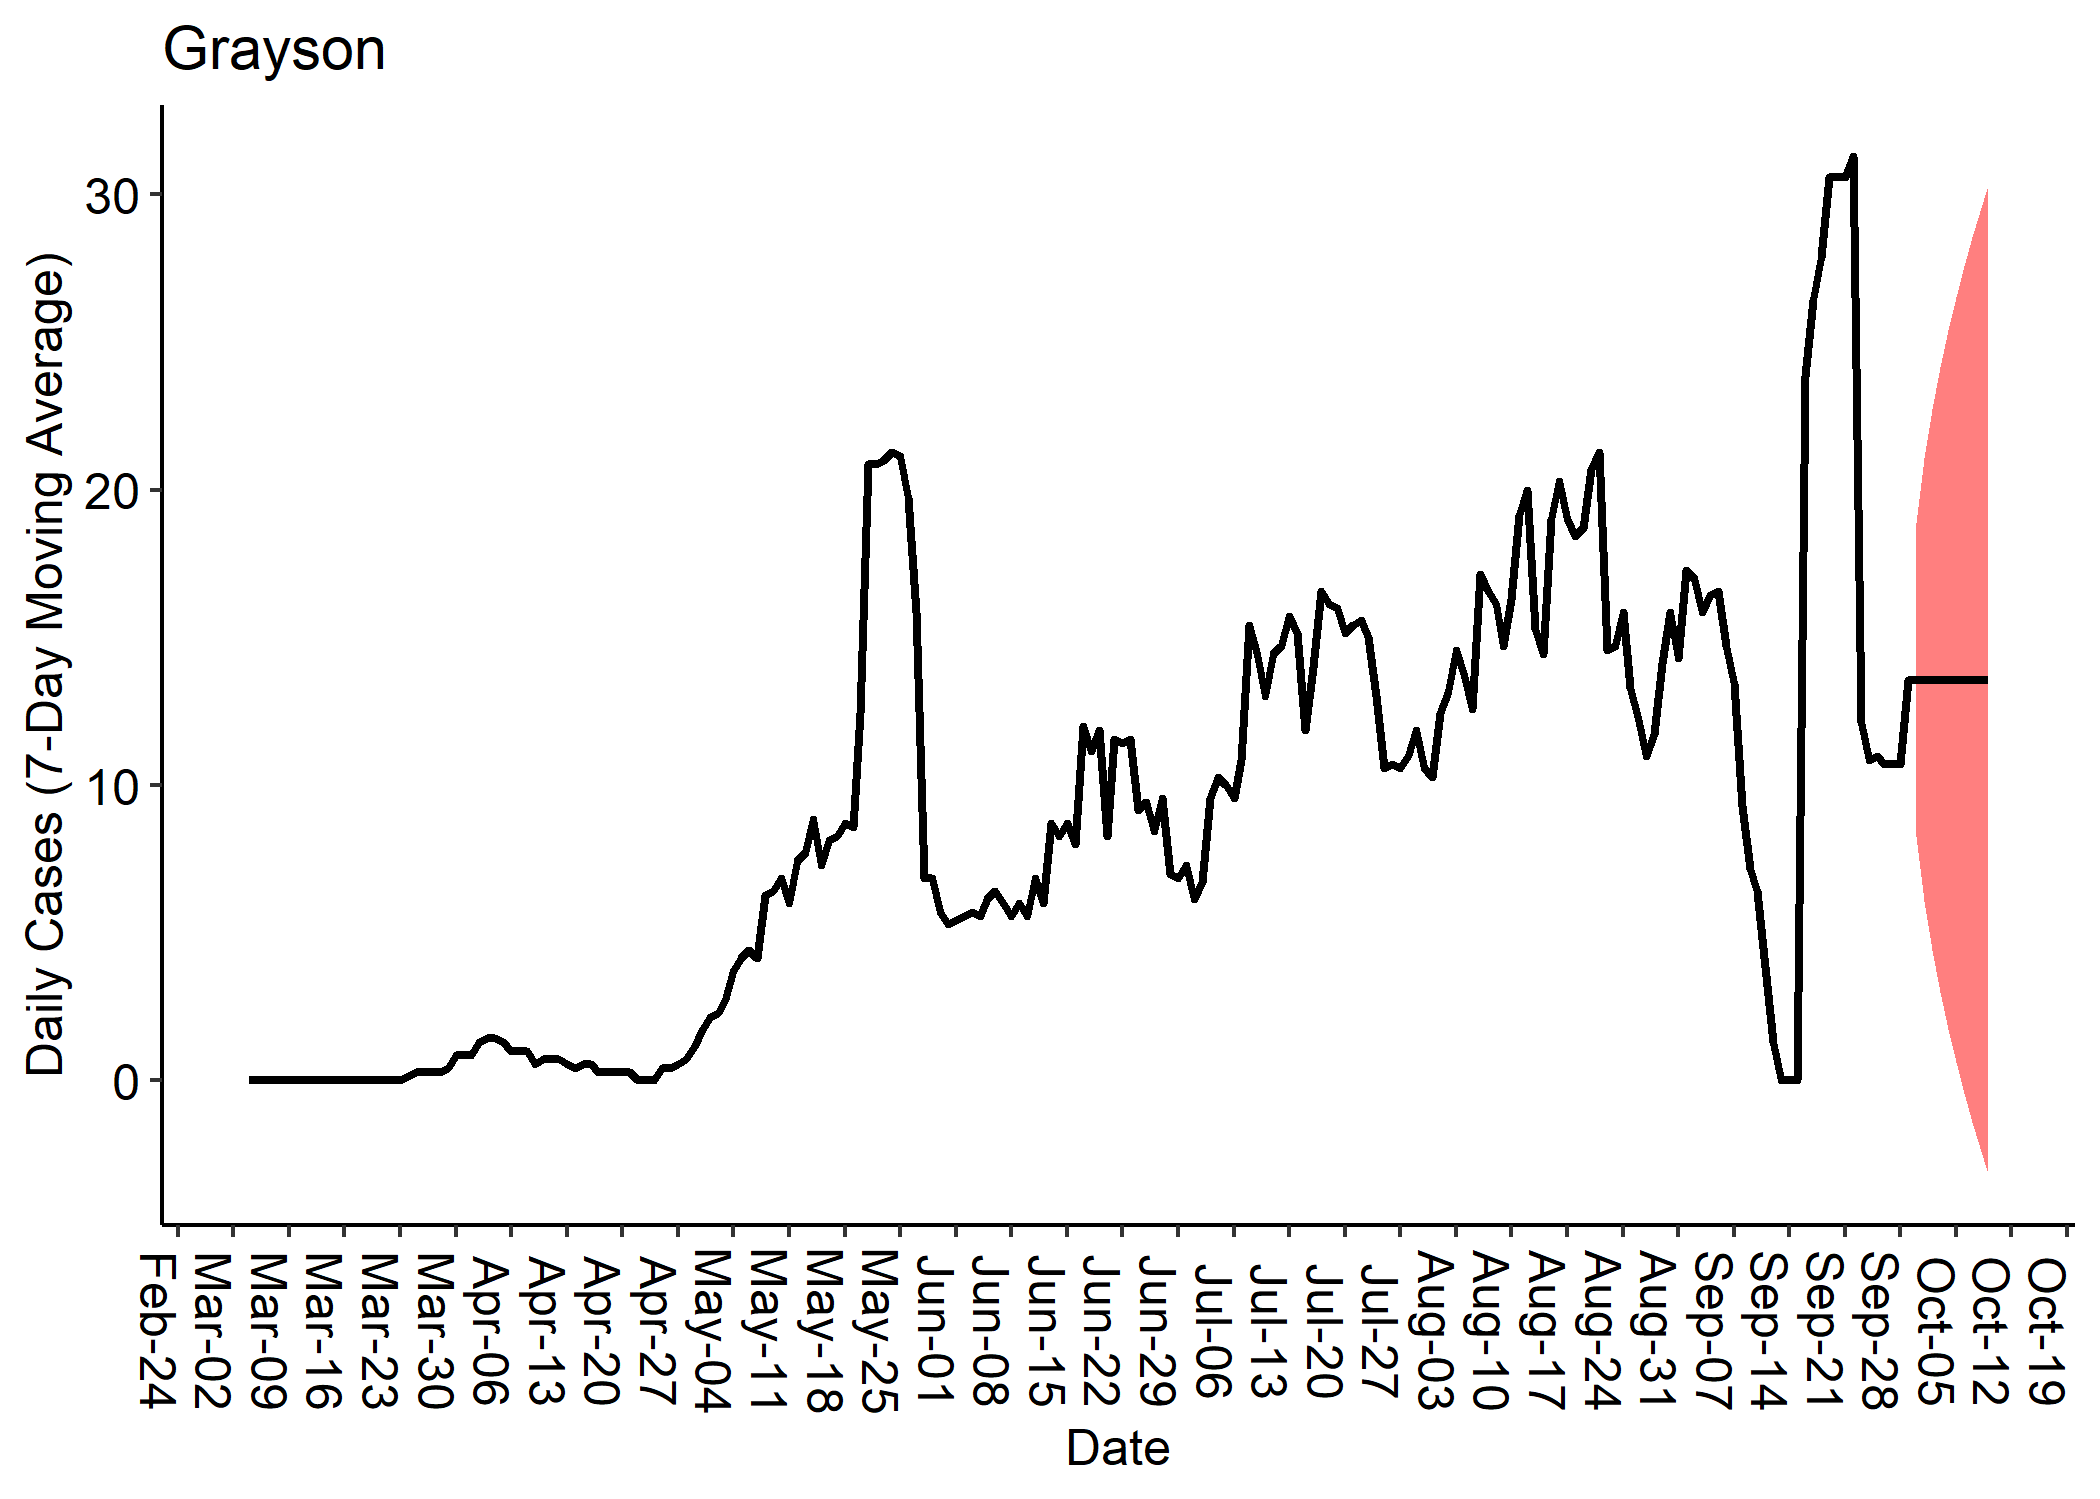 Grayson
Daily Cases (7-Day Moving Average)
30
20
10
0
Feb-24
Mar-02
Mar-09
Mar-16
Mar-23
Mar-30
Apr-06
Apr-13
Apr-20
Apr-27
May-04
May-11
May-18
May-25
Jun-01
Jun-08
Jun-15
Jun-22
Jun-29
Jul-06
Jul-13
Jul-20
Jul-27
Aug-03
Aug-10
Aug-17
Aug-24
Aug-31
Sep-07
Sep-14
Sep-21
Sep-28
Oct-05
Oct-12
Oct-19
Date